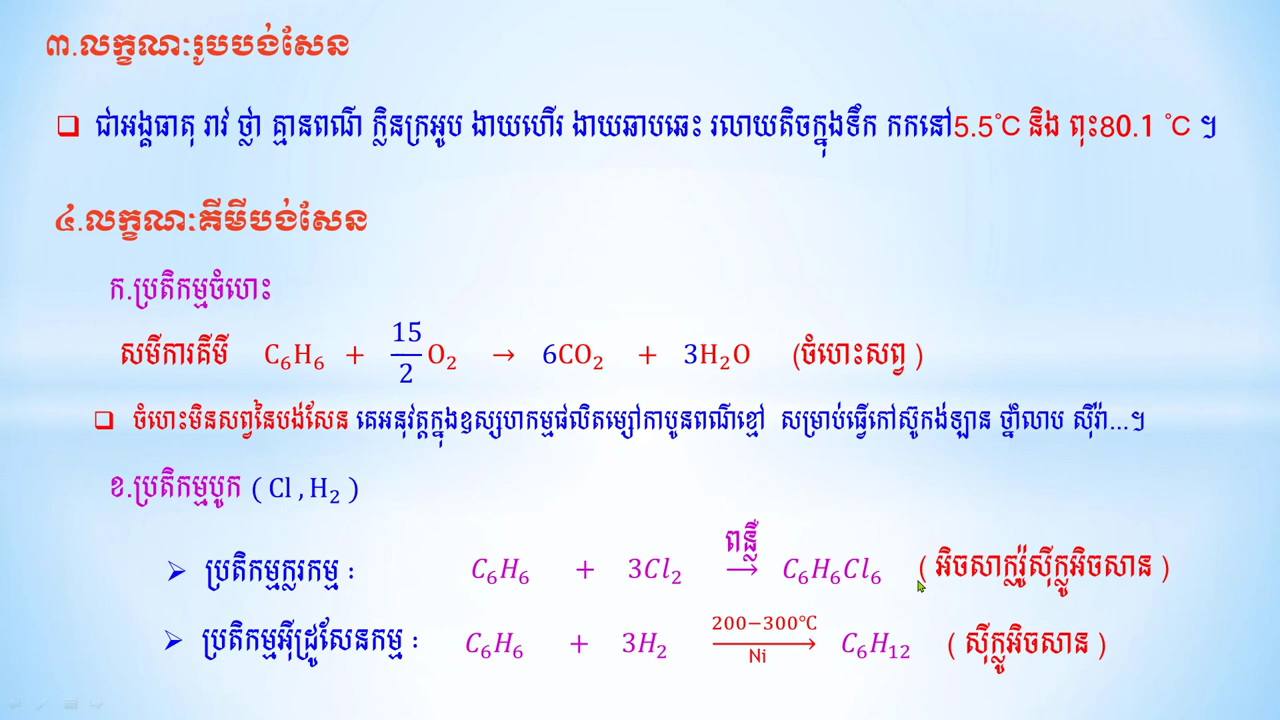 ៣.លក្ខណៈរូបបង់សែន
❑ ជាអង្គធាតុ រាវ ថ្លា គ្មានពណ៌ ក្លិនក្រអូប ងាយហើរ ងាយឆាបឆេះ រលាយតិចក្នុងទឹក កកនៅ5.5℃ និង ពុះ80.1 ℃ ។
៤.លក្ខណៈគីមីបង់សែន
ក.ប្រតិកម្មចំហេះ
សមីការគីមី C₆H₆ + 15/2 O₂ → 6CO₂ + 3H₂O (ចំហេះសព្វ )
❑ ចំហេះមិនសព្វនៃបង់សែន គេអនុវត្តក្នុងឧស្សហកម្មផលិតម្សៅកាបូនពណ៌ខ្មៅ សម្រាប់ធ្វើកៅស៊ូកង់ឡាន ថ្នាំលាប ស៊ីរ៉ា...។
ខ.ប្រតិកម្មបូក ( Cl , H₂ )
➢ ប្រតិកម្មក្លរកម្ម : C₆H₆ + 3Cl₂ ពន្លឺ → C₆H₆Cl₆ ( អិចសាក្លរ៉ូស៊ីក្លូអិចសាន )
➢ ប្រតិកម្មអ៊ីដ្រូសែនកម្ម : C₆H₆ + 3H₂ 200−300℃ → Ni C₆H₁₂ ( ស៊ីក្លូអិចសាន )